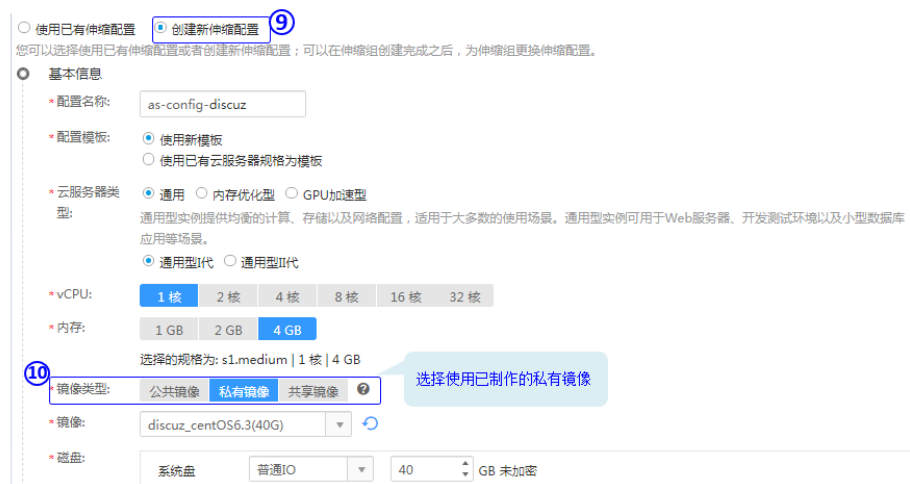 使用已有伸缩配置 创建新伸缩配置 ⑨
您可以选择使用已有伸缩配置或者创建新伸缩配置；可以在伸缩组创建完成之后，为伸缩组更换伸缩配置。
基本信息
* 配置名称: as-config-discuz
* 配置模板: 使用新模板
使用已有云服务器规格为模板
* 云服务器类型: 通用 内存优化型 GPU加速型
通用型实例提供均衡的计算、存储以及网络配置，适用于大多数的使用场景。通用型实例可用于Web服务器、开发测试环境以及小型数据库
应用等场景。
通用型I代 通用型II代
* vCPU: 1 核 2 核 4 核 8 核 16 核 32 核
* 内存: 1 GB 2 GB 4 GB
选择的规格为: s1.medium | 1 核 | 4 GB
⑩
* 镜像类型: 公共镜像 私有镜像 共享镜像 ? 选择使用已制作的私有镜像
* 镜像: discuz_centOS6.3(40G)
* 磁盘: 系统盘 普通IO 40 GB 未加密